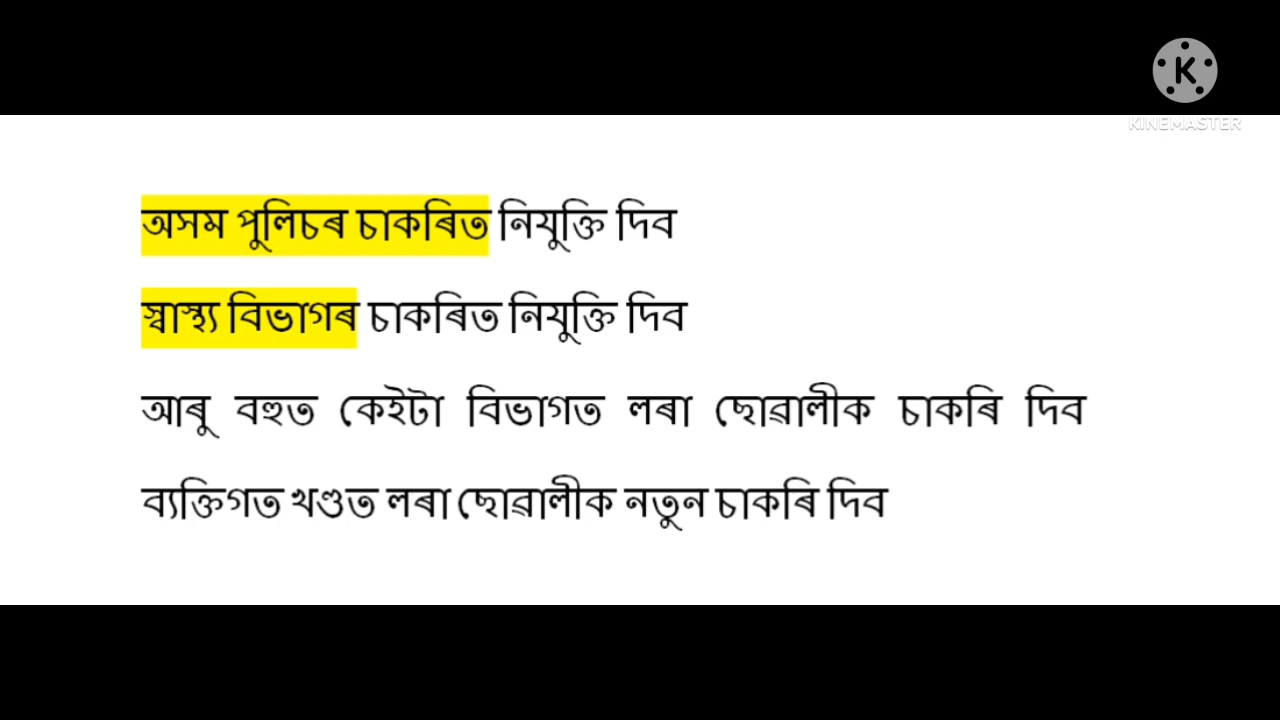 K
KINEMASTER
অসম পুলিচৰ চাকৰিত নিযুক্তি দিব
স্বাস্থ্য বিভাগৰ চাকৰিত নিযুক্তি দিব
আৰু বহুত কেইটা বিভাগত লৰা ছোৱালীক চাকৰি দিব
ব্যক্তিগত খণ্ডত লৰা ছোৱালীক নতুন চাকৰি দিব